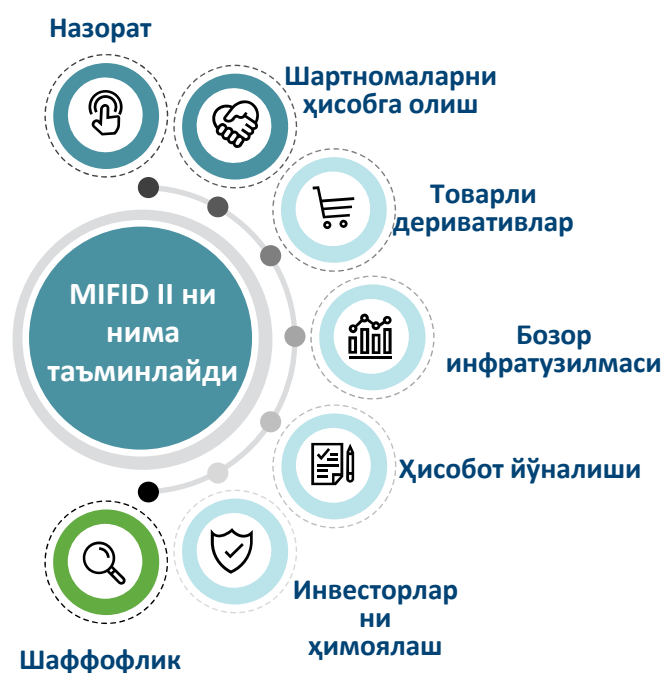 Назорат
Шартномаларни
ҳисобга олиш
Товарли
деривативлар
MIFID II ни
нима
таъминлайди
Бозор
инфратузилмаси
Ҳисобот йўналиши
Инвесторлар
ни
ҳимоялаш
Шаффофлик